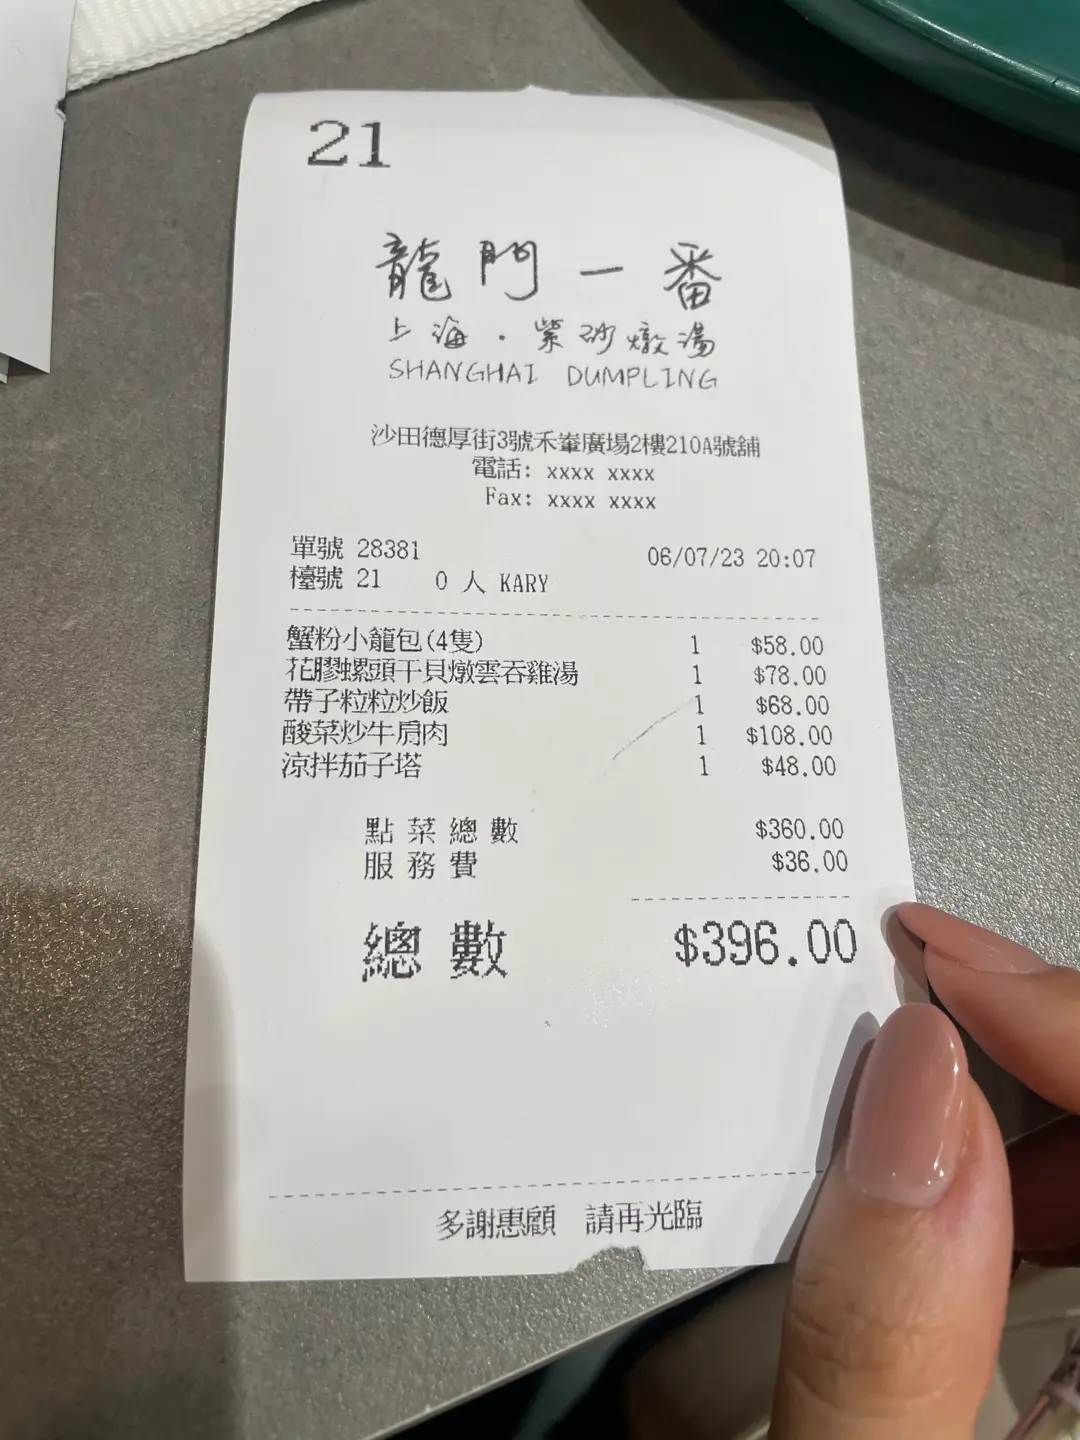 21
龍門一番
上海・紫砂燉湯
SHANGHAI DUMPLING
沙田德厚街3號禾輋廣場2樓210A號舖
電話: xxxx xxxx
Fax: xxxx xxxx
單號 28381 06/07/23 20:07
檯號 21 0 人 KARY
蟹粉小籠包(4隻) 1 $58.00
花膠螺頭干貝燉雲吞雞湯 1 $78.00
帶子粒粒炒飯 1 $68.00
酸菜炒牛肩肉 1 $108.00
涼拌茄子塔 1 $48.00
點菜總數 $360.00
服務費 $36.00
總數 $396.00
多謝惠顧 請再光臨